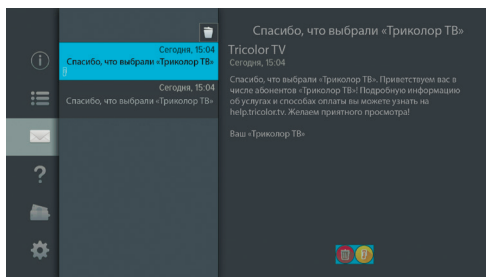 Сегодня, 15:04
Спасибо, что выбрали «Триколор ТВ»
Сегодня, 15:04
Спасибо, что выбрали «Триколор ТВ»
Спасибо, что выбрали «Триколор ТВ»
Tricolor TV
Сегодня, 15:04
Спасибо, что выбрали «Триколор ТВ». Приветствуем вас в
числе абонентов «Триколор ТВ»! Подробную информацию
об услугах и способах оплаты вы можете узнать на
help.tricolor.tv. Желаем приятного просмотра!
Ваш «Триколор ТВ»